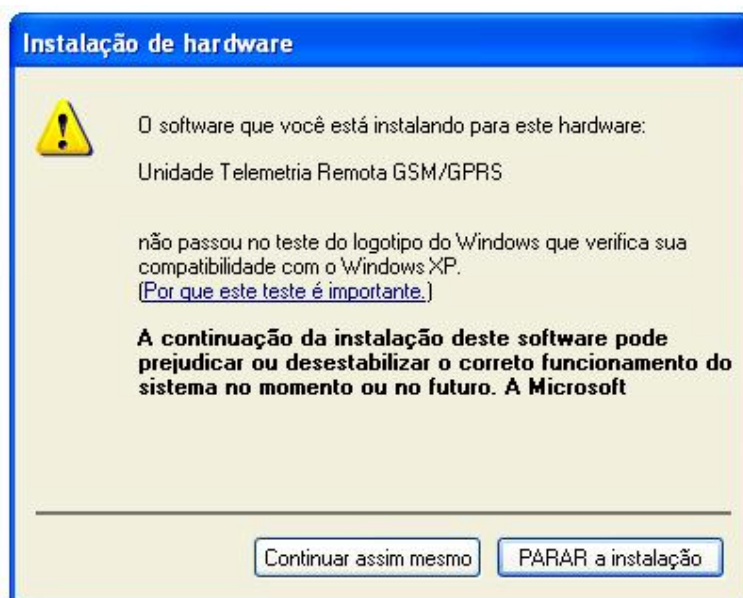 Instalação de hardware
O software que você está instalando para este hardware:
Unidade Telemetria Remota GSM/GPRS
não passou no teste do logotipo do Windows que verifica sua
compatibilidade com o Windows XP.
(Por que este teste é importante.)
A continuação da instalação deste software pode
prejudicar ou desestabilizar o correto funcionamento do
sistema no momento ou no futuro. A Microsoft
Continuar assim mesmo
PARAR a instalação